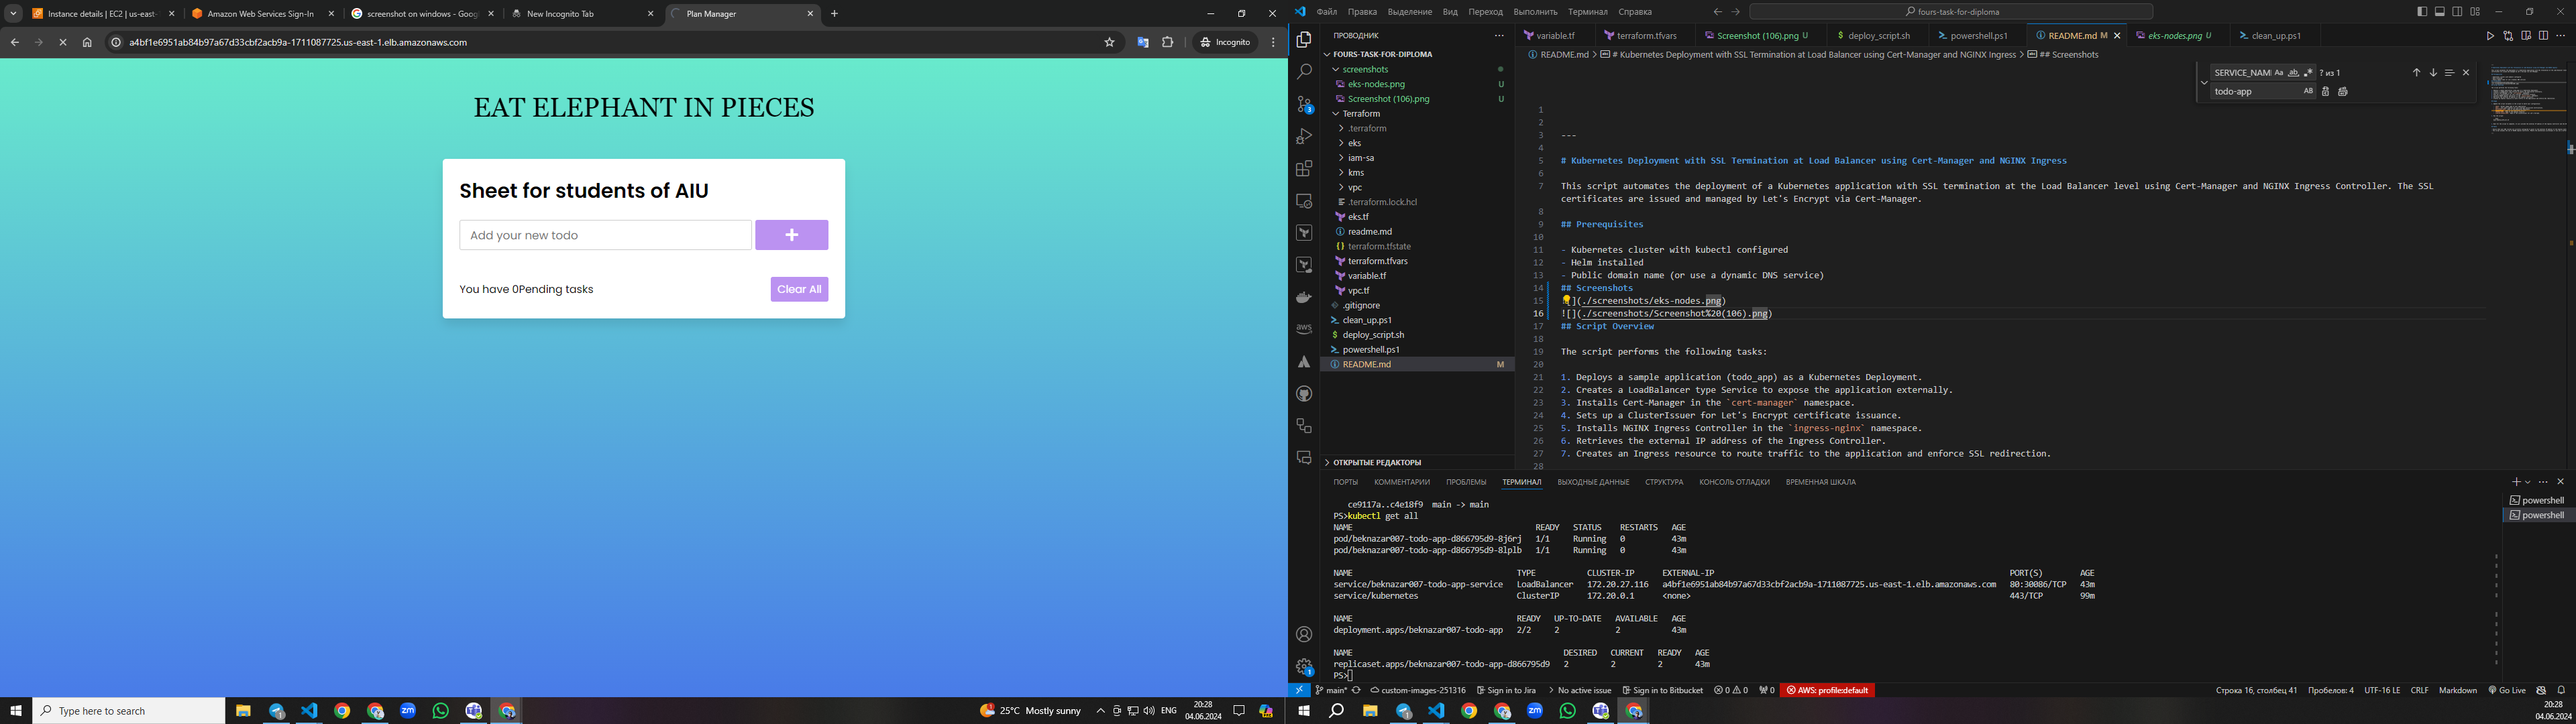 Instance details | EC2 | us-east-
Amazon Web Services Sign-In
screenshot on windows - Goog
New Incognito Tab
Plan Manager
a4bf1e6951ab84b97a67d33cbf2acb9a-1711087725.us-east-1.elb.amazonaws.com
Incognito
EAT ELEPHANT IN PIECES
Sheet for students of AIU
Add your new todo
+
You have 0Pending tasks
Clear All
Type here to search
25°C Mostly sunny
ENG
20:28
04.06.2024
Файл Правка Выделение Вид Переход Выполнить Терминал Справка
fours-task-for-diploma
ПРОВОДНИК
FOURS-TASK-FOR-DIPLOMA
screenshots
eks-nodes.png U
Screenshot (106).png U
Terraform
.terraform
eks
iam-sa
kms
vpc
.terraform.lock.hcl
eks.tf
readme.md
terraform.tfstate
terraform.tfvars
variable.tf
vpc.tf
.gitignore
clean_up.ps1
deploy_script.sh
powershell.ps1
README.md M
ОТКРЫТЫЕ РЕДАКТОРЫ
variable.tf
terraform.tfvars
Screenshot (106).png U
deploy_script.sh
powershell.ps1
README.md M
eks-nodes.png U
clean_up.ps1
README.md > # Kubernetes Deployment with SSL Termination at Load Balancer using Cert-Manager and NGINX Ingress > ## Screenshots
SERVICE_NAM Aa ab .* ? из 1
todo-app AB
1
2
3 ---
4
5 # Kubernetes Deployment with SSL Termination at Load Balancer using Cert-Manager and NGINX Ingress
6
7 This script automates the deployment of a Kubernetes application with SSL termination at the Load Balancer level using Cert-Manager and NGINX Ingress Controller. The SSL
certificates are issued and managed by Let's Encrypt via Cert-Manager.
8
9 ## Prerequisites
10
11 - Kubernetes cluster with kubectl configured
12 - Helm installed
13 - Public domain name (or use a dynamic DNS service)
14 ## Screenshots
15 [](./screenshots/eks-nodes.png)
16 ![](./screenshots/Screenshot%20(106).png)
17 ## Script Overview
18
19 The script performs the following tasks:
20
21 1. Deploys a sample application (todo_app) as a Kubernetes Deployment.
22 2. Creates a LoadBalancer type Service to expose the application externally.
23 3. Installs Cert-Manager in the `cert-manager` namespace.
24 4. Sets up a ClusterIssuer for Let's Encrypt certificate issuance.
25 5. Installs NGINX Ingress Controller in the `ingress-nginx` namespace.
26 6. Retrieves the external IP address of the Ingress Controller.
27 7. Creates an Ingress resource to route traffic to the application and enforce SSL redirection.
28
ПОРТЫ КОММЕНТАРИИ ПРОБЛЕМЫ ТЕРМИНАЛ ВЫХОДНЫЕ ДАННЫЕ СТРУКТУРА КОНСОЛЬ ОТЛАДКИ ВРЕМЕННАЯ ШКАЛА
powershell
powershell
ce9117a..c4e18f9 main -> main
PS>kubectl get all
NAME READY STATUS RESTARTS AGE
pod/beknazar007-todo-app-d866795d9-8j6rj 1/1 Running 0 43m
pod/beknazar007-todo-app-d866795d9-8lplb 1/1 Running 0 43m
NAME TYPE CLUSTER-IP EXTERNAL-IP PORT(S) AGE
service/beknazar007-todo-app-service LoadBalancer 172.20.27.116 a4bf1e6951ab84b97a67d33cbf2acb9a-1711087725.us-east-1.elb.amazonaws.com 80:30086/TCP 43m
service/kubernetes ClusterIP 172.20.0.1 <none> 443/TCP 99m
NAME READY UP-TO-DATE AVAILABLE AGE
deployment.apps/beknazar007-todo-app 2/2 2 2 43m
NAME DESIRED CURRENT READY AGE
replicaset.apps/beknazar007-todo-app-d866795d9 2 2 2 43m
PS>
main* custom-images-251316 Sign in to Jira No active issue Sign in to Bitbucket 0 0 0 AWS: profile:default
Строка 16, столбец 41 Пробелов: 4 UTF-16 LE CRLF Markdown Go Live
20:28
04.06.2024